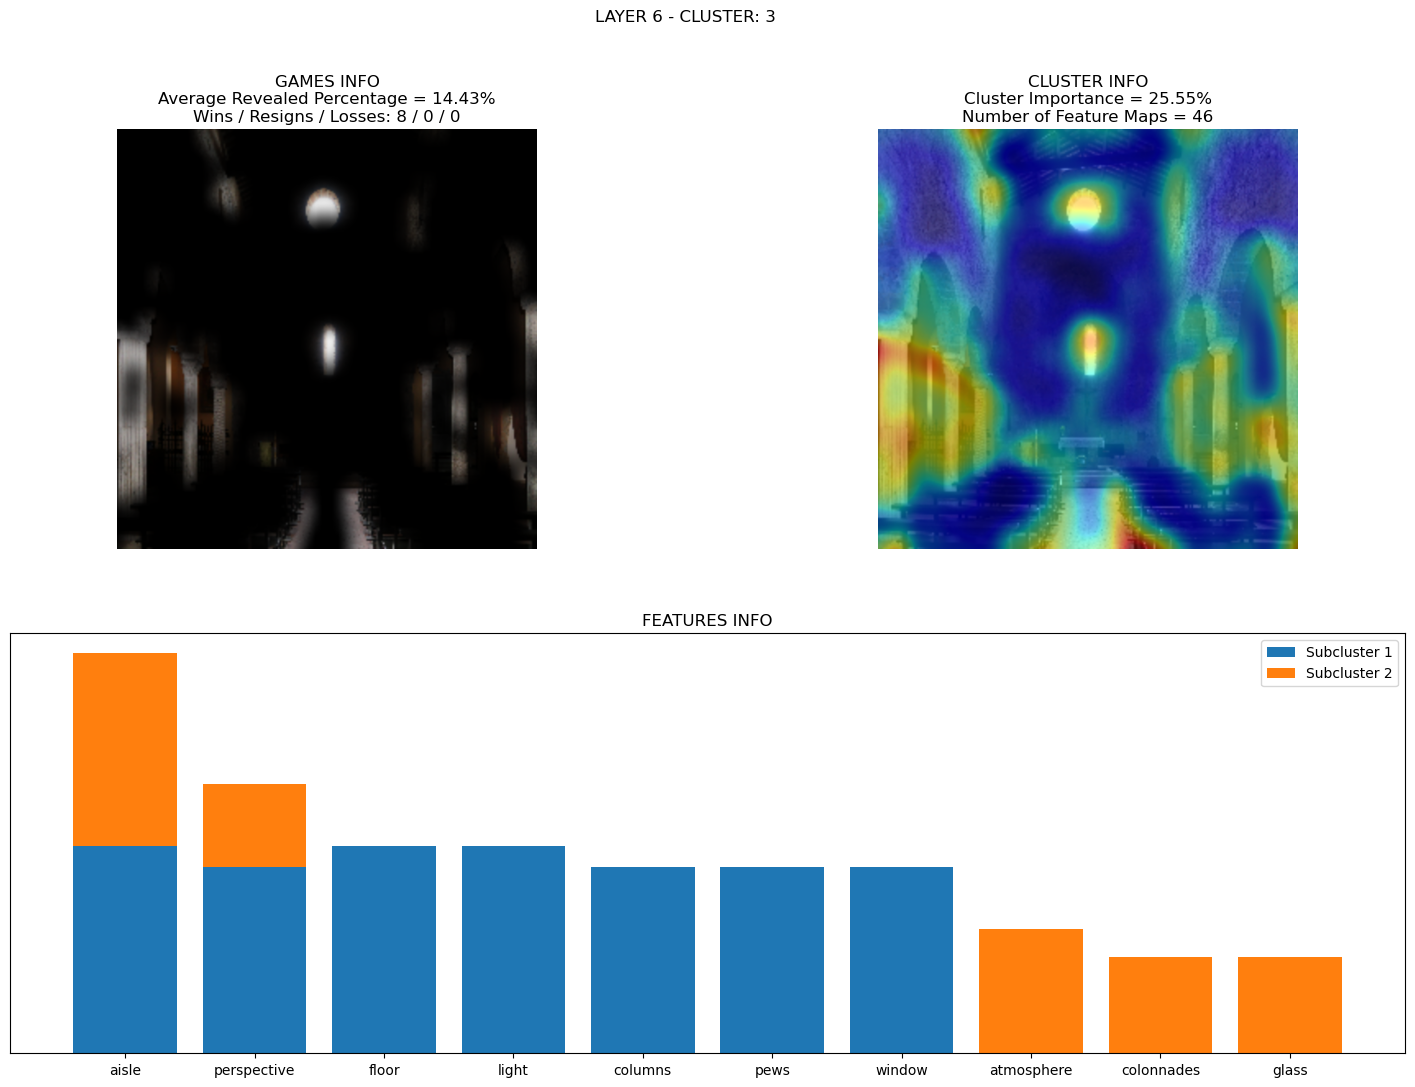 LAYER 6 - CLUSTER: 3
GAMES INFO
Average Revealed Percentage = 14.43%
Wins / Resigns / Losses: 8 / 0 / 0
CLUSTER INFO
Cluster Importance = 25.55%
Number of Feature Maps = 46
FEATURES INFO
Subcluster 1
Subcluster 2
aisle
perspective
floor
light
columns
pews
window
atmosphere
colonnades
glass